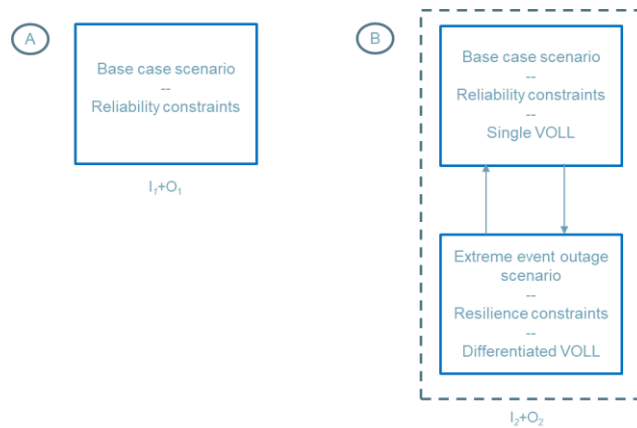 A
Base case scenario
--
Reliability constraints
I₁+O₁
B
Base case scenario
--
Reliability constraints
--
Single VOLL
Extreme event outage
scenario
--
Resilience constraints
--
Differentiated VOLL
I₂+O₂